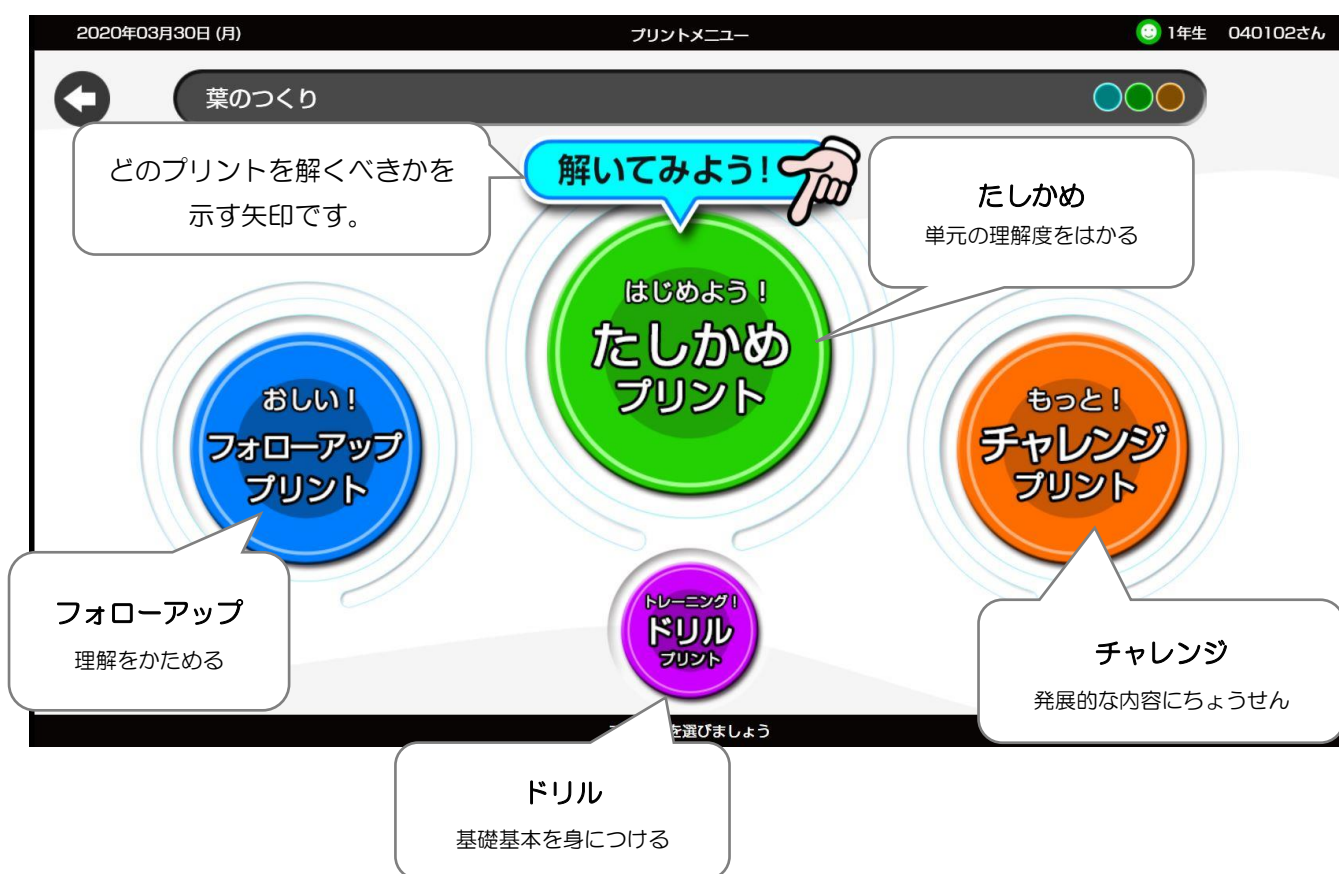 2020年03月30日 (月)
プリントメニュー
1年生 040102さん
葉のつくり
どのプリントを解くべきかを
示す矢印です。
解いてみよう!
たしかめ
単元の理解度をはかる
はじめよう!
たしかめ
プリント
おしい!
フォローアップ
プリント
もっと!
チャレンジ
プリント
フォローアップ
理解をかためる
トレーニング!
ドリル
プリント
チャレンジ
発展的な内容にちょうせん
を選びましょう
ドリル
基礎基本を身につける